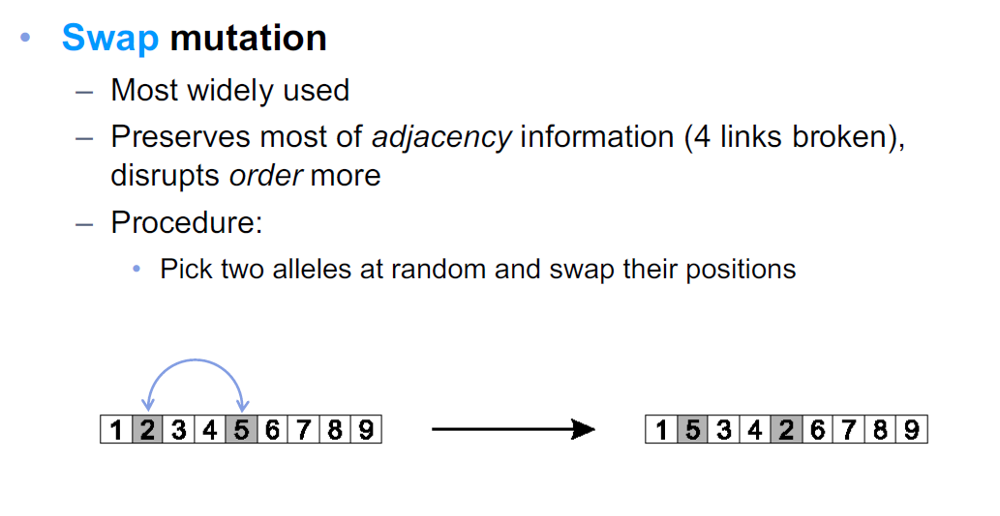 • Swap mutation
– Most widely used
– Preserves most of adjacency information (4 links broken),
disrupts order more
– Procedure:
• Pick two alleles at random and swap their positions
1 2 3 4 5 6 7 8 9
1 5 3 4 2 6 7 8 9